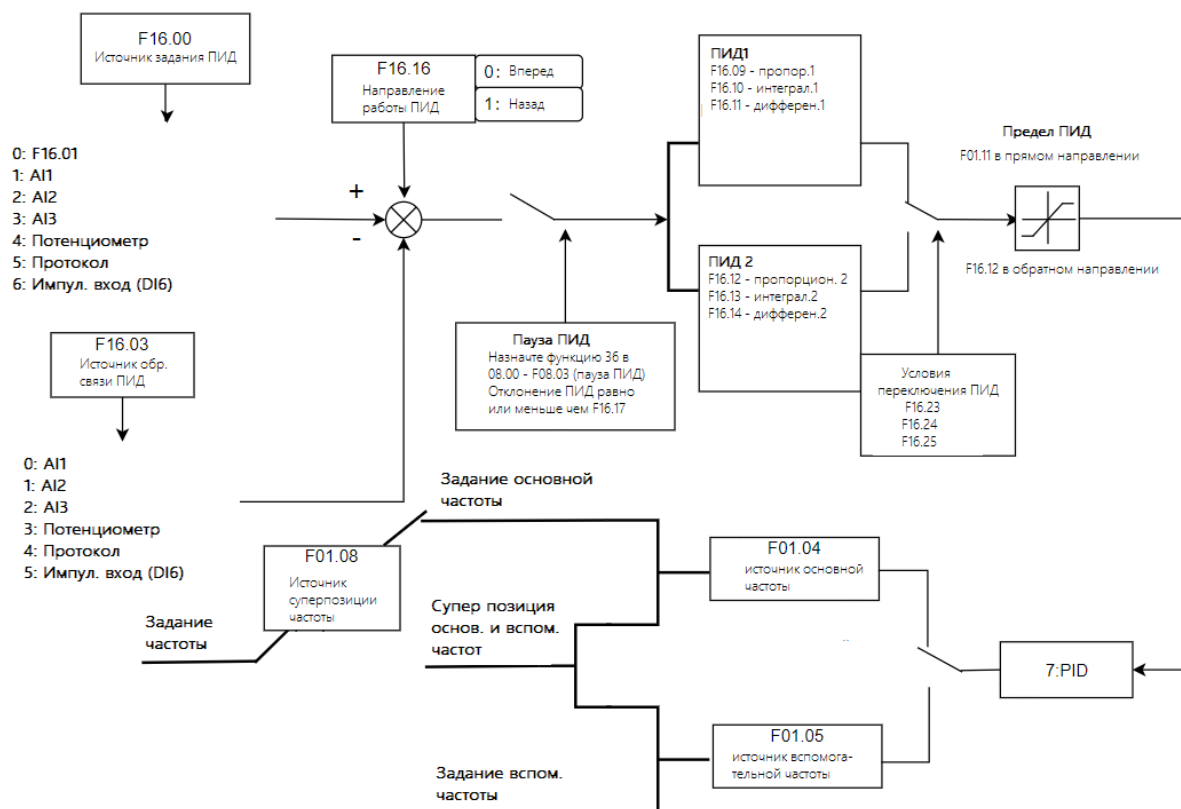 F16.00
Источник задания ПИД
0: F16.01
1: AI1
2: AI2
3: AI3
4: Потенциометр
5: Протокол
6: Импул. вход (DI6)
F16.03
Источник обр.
связи ПИД
0: AI1
1: AI2
2: AI3
3: Потенциометр
4: Протокол
5: Импул. вход (DI6)
F16.16
Направление
работы ПИД
0: Вперед
1: Назад
+
-
Пауза ПИД
Назначте функцию 36 в
08.00 - F08.03 (пауза ПИД)
Отклонение ПИД равно
или меньше чем F16.17
ПИД1
F16.09 - пропор.1
F16.10 - интеграл.1
F16.11 - дифферен.1
ПИД 2
F16.12 - пропорцион. 2
F16.13 - интеграл.2
F16.14 - дифферен.2
Условия
переключения ПИД
F16.23
F16.24
F16.25
Предел ПИД
F01.11 в прямом направлении
F16.12 в обратном направлении
Задание
частоты
F01.08
Источник
суперпозиции
частоты
Задание основной
частоты
Супер позиция
основ. и вспом.
частот
Задание вспом.
частоты
F01.04
источник основной
частоты
F01.05
источник вспомога-
тельной частоты
7:PID